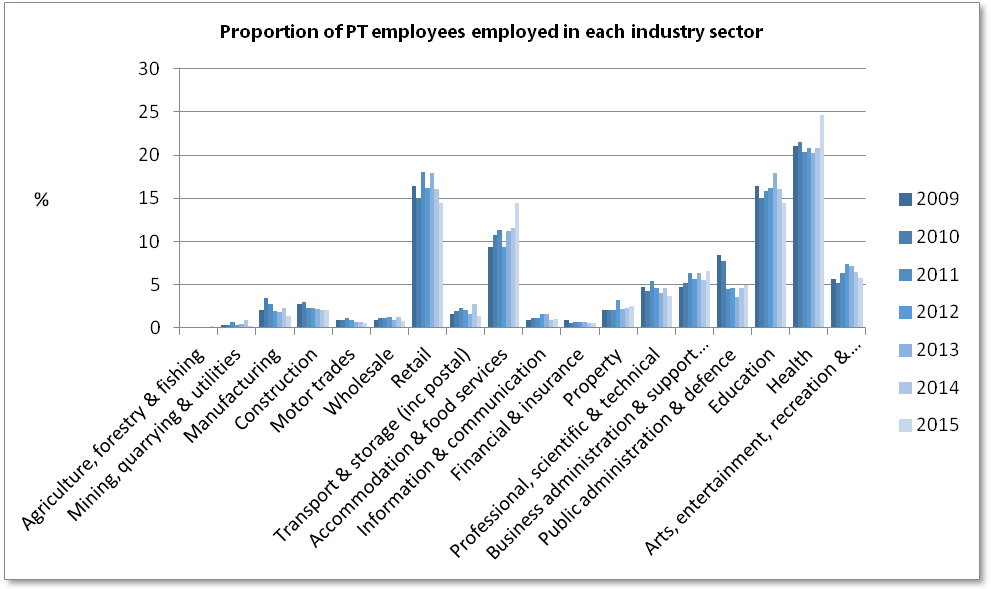 Proportion of PT employees employed in each industry sector
30
25
20
15
10
5
0
%
Agriculture, forestry & fishing
Mining, quarrying & utilities
Manufacturing
Construction
Motor trades
Wholesale
Retail
Transport & storage (inc postal)
Accommodation & food services
Information & communication
Financial & insurance
Property
Professional, scientific & technical
Business administration & support...
Public administration & defence
Education
Health
Arts, entertainment, recreation &...
2009
2010
2011
2012
2013
2014
2015